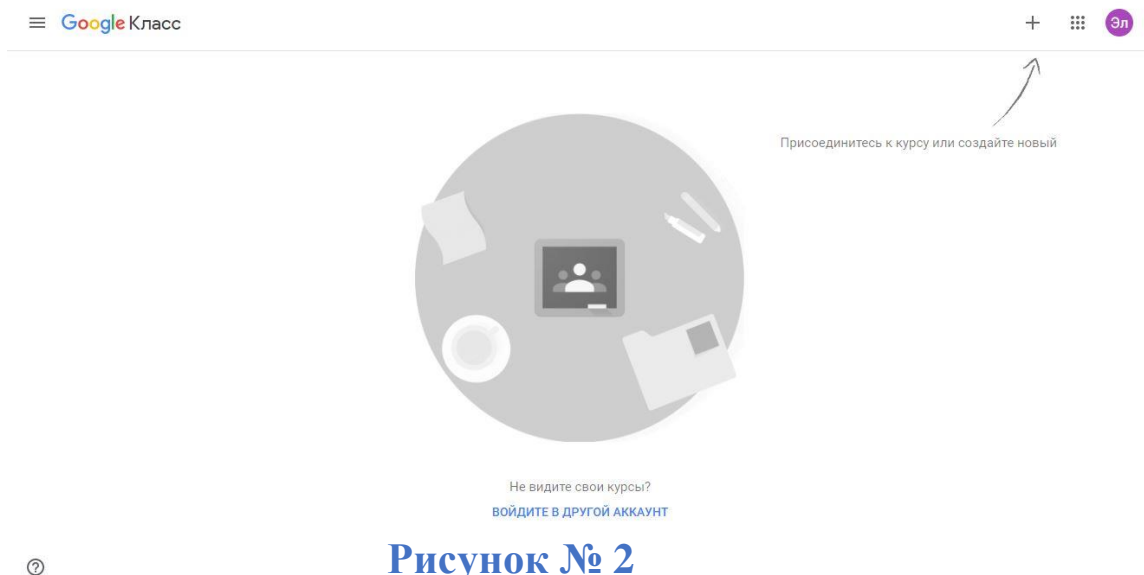 Google Класс
Эл
Присоединитесь к курсу или создайте новый
Не видите свои курсы?
ВОЙДИТЕ В ДРУГОЙ АККАУНТ
Рисунок № 2